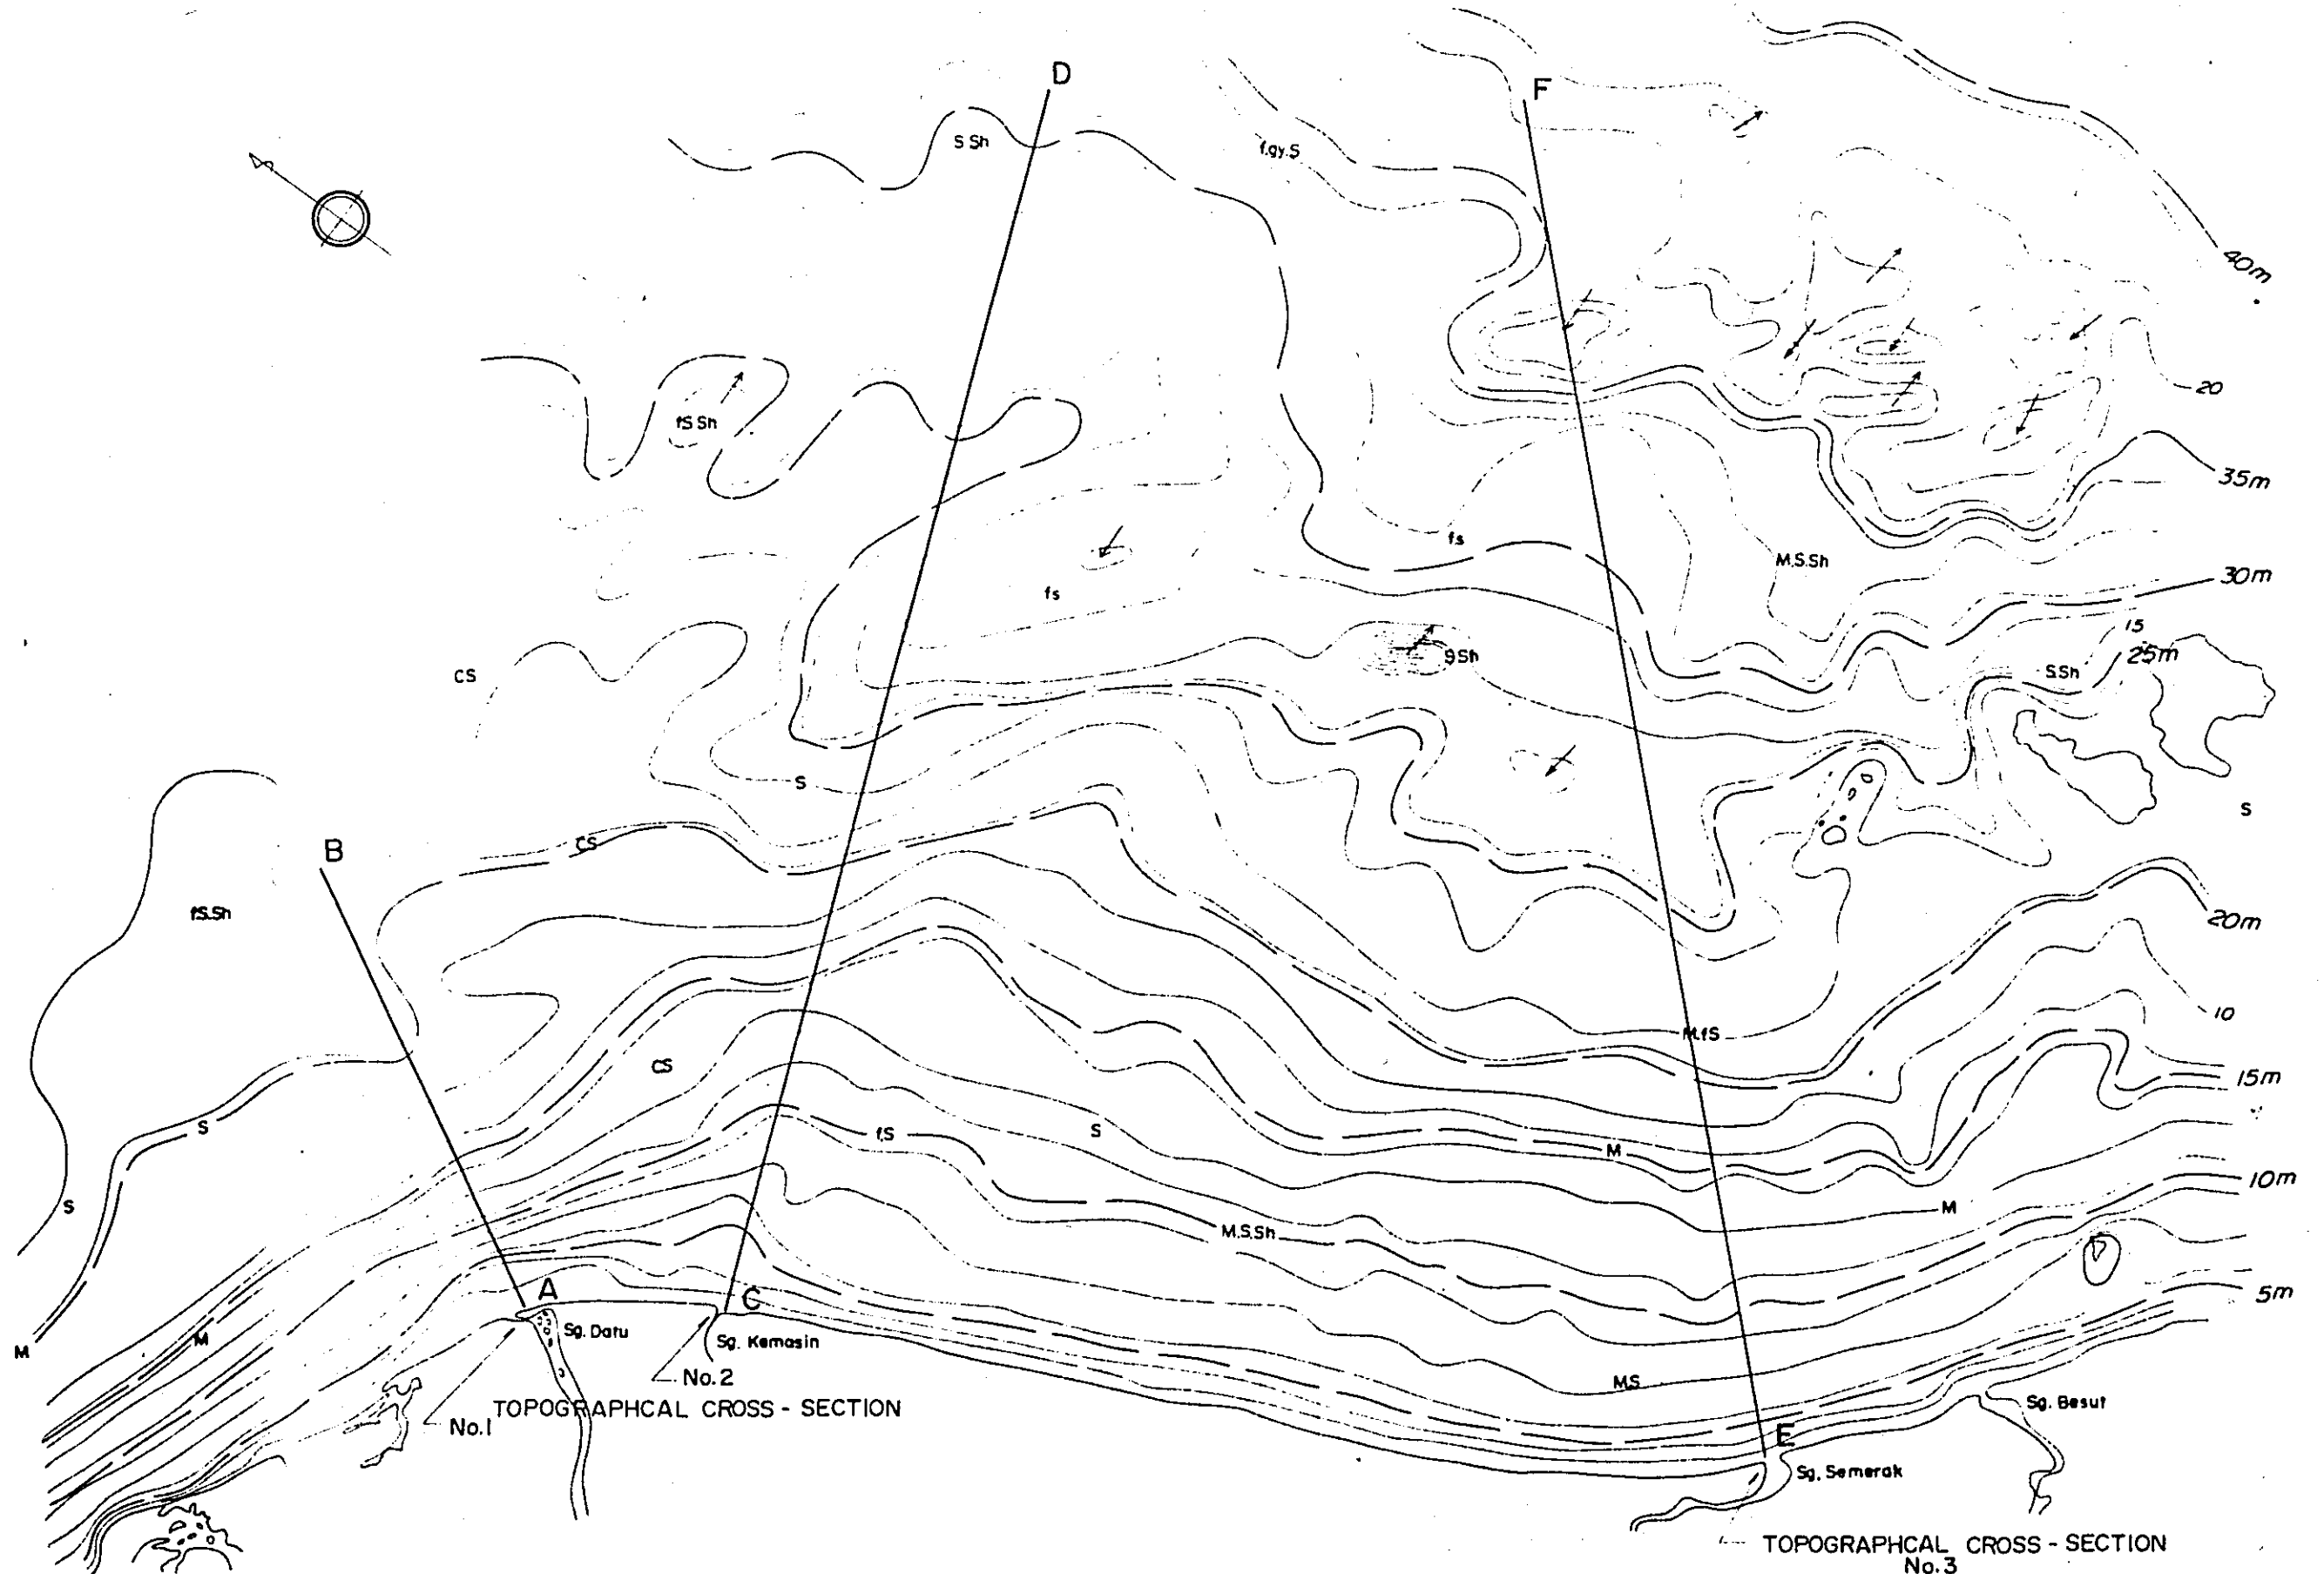 D
F
S Sh
f.gy.S
40m
20
fS Sh
35m
fs
M.S.Sh
fs
30m
15
25m
gSh
S.Sh
CS
S
S
CS
B
fS.Sh
20m
10
M.fS
CS
15m
S
fS
S
M
10m
S
M
M.S.Sh
5m
A
C
Sg. Datu
Sg. Kemasin
M
M
No.2
MS
Sg. Besut
TOPOGRAPHCAL CROSS - SECTION
No.1
E
Sg. Semerak
TOPOGRAPHCAL CROSS - SECTION
No.3